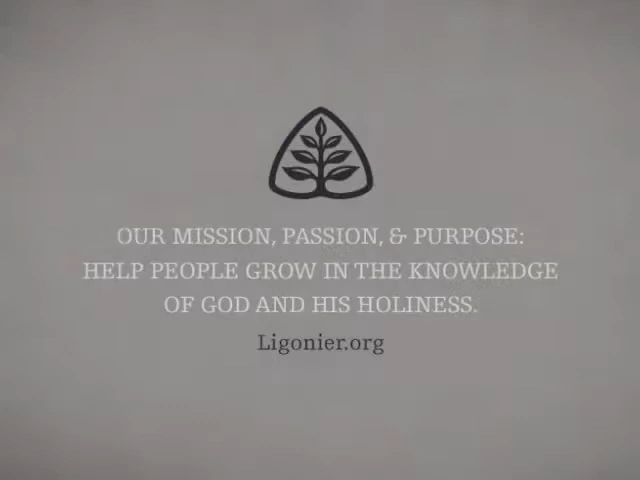 OUR MISSION, PASSION, & PURPOSE:
HELP PEOPLE GROW IN THE KNOWLEDGE
OF GOD AND HIS HOLINESS.
Ligonier.org